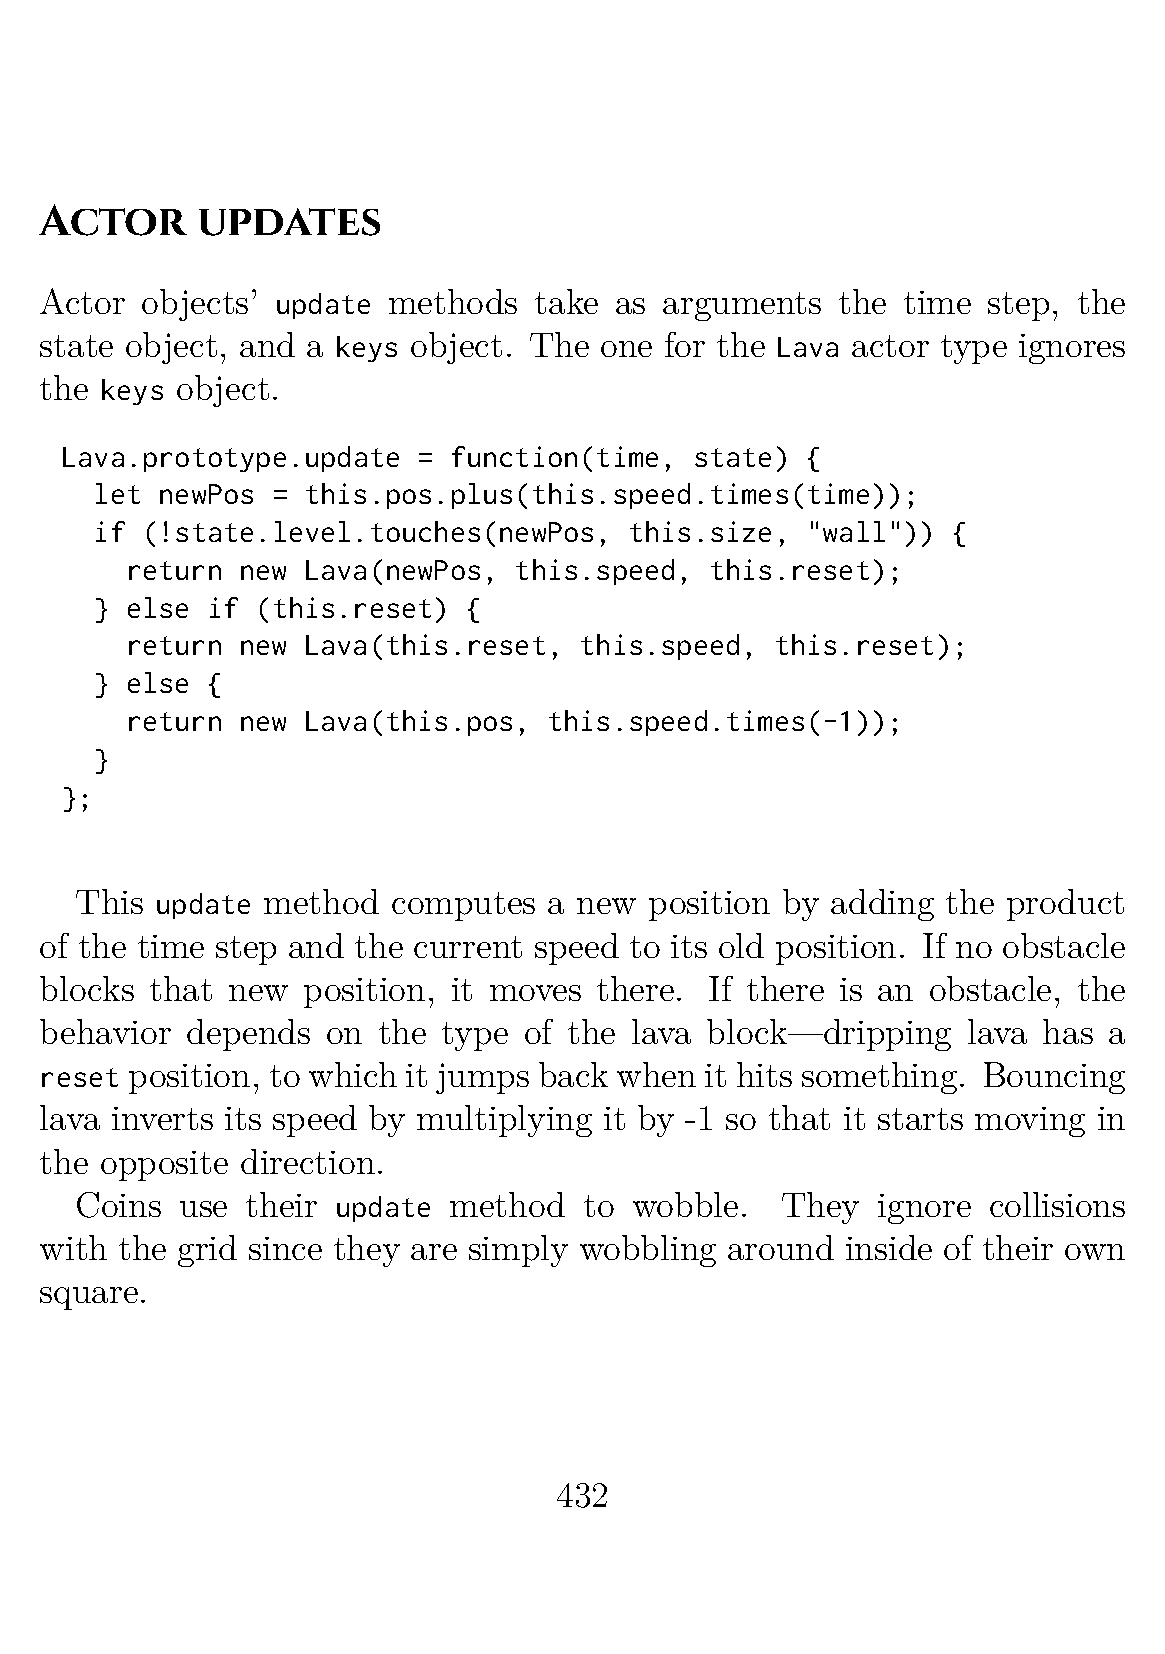 Actor updates
Actor objects’ update methods take as arguments the time step, the
state object, and a keys object. The one for the Lava actor type ignores
the keys object.
Lava.prototype.update = function(time, state) {
  let newPos = this.pos.plus(this.speed.times(time));
  if (!state.level.touches(newPos, this.size, "wall")) {
    return new Lava(newPos, this.speed, this.reset);
  } else if (this.reset) {
    return new Lava(this.reset, this.speed, this.reset);
  } else {
    return new Lava(this.pos, this.speed.times(-1));
  }
};
This update method computes a new position by adding the product
of the time step and the current speed to its old position. If no obstacle
blocks that new position, it moves there. If there is an obstacle, the
behavior depends on the type of the lava block—dripping lava has a
reset position, to which it jumps back when it hits something. Bouncing
lava inverts its speed by multiplying it by -1 so that it starts moving in
the opposite direction.
Coins use their update method to wobble. They ignore collisions
with the grid since they are simply wobbling around inside of their own
square.
432